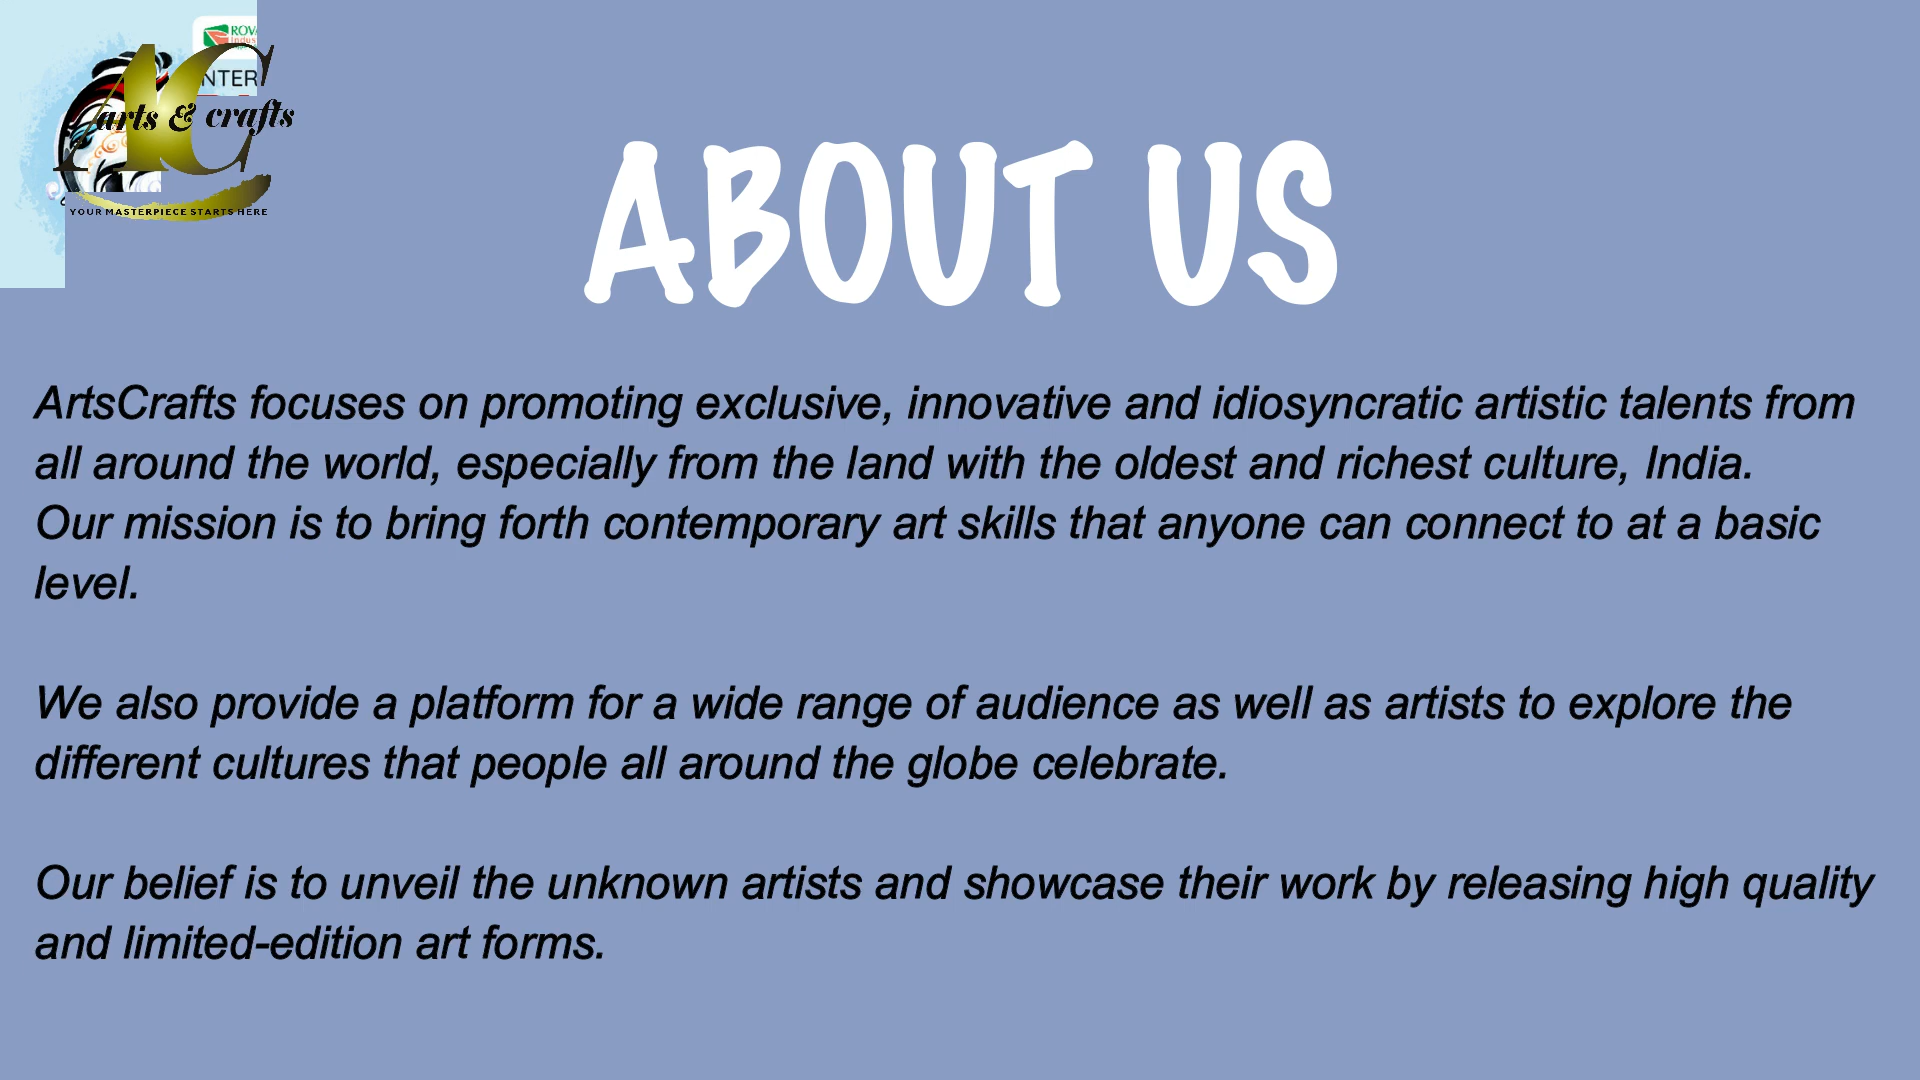 arts & crafts
YOUR MASTERPIECE STARTS HERE
ABOUT US
ArtsCrafts focuses on promoting exclusive, innovative and idiosyncratic artistic talents from
all around the world, especially from the land with the oldest and richest culture, India.
Our mission is to bring forth contemporary art skills that anyone can connect to at a basic
level.
We also provide a platform for a wide range of audience as well as artists to explore the
different cultures that people all around the globe celebrate.
Our belief is to unveil the unknown artists and showcase their work by releasing high quality
and limited-edition art forms.